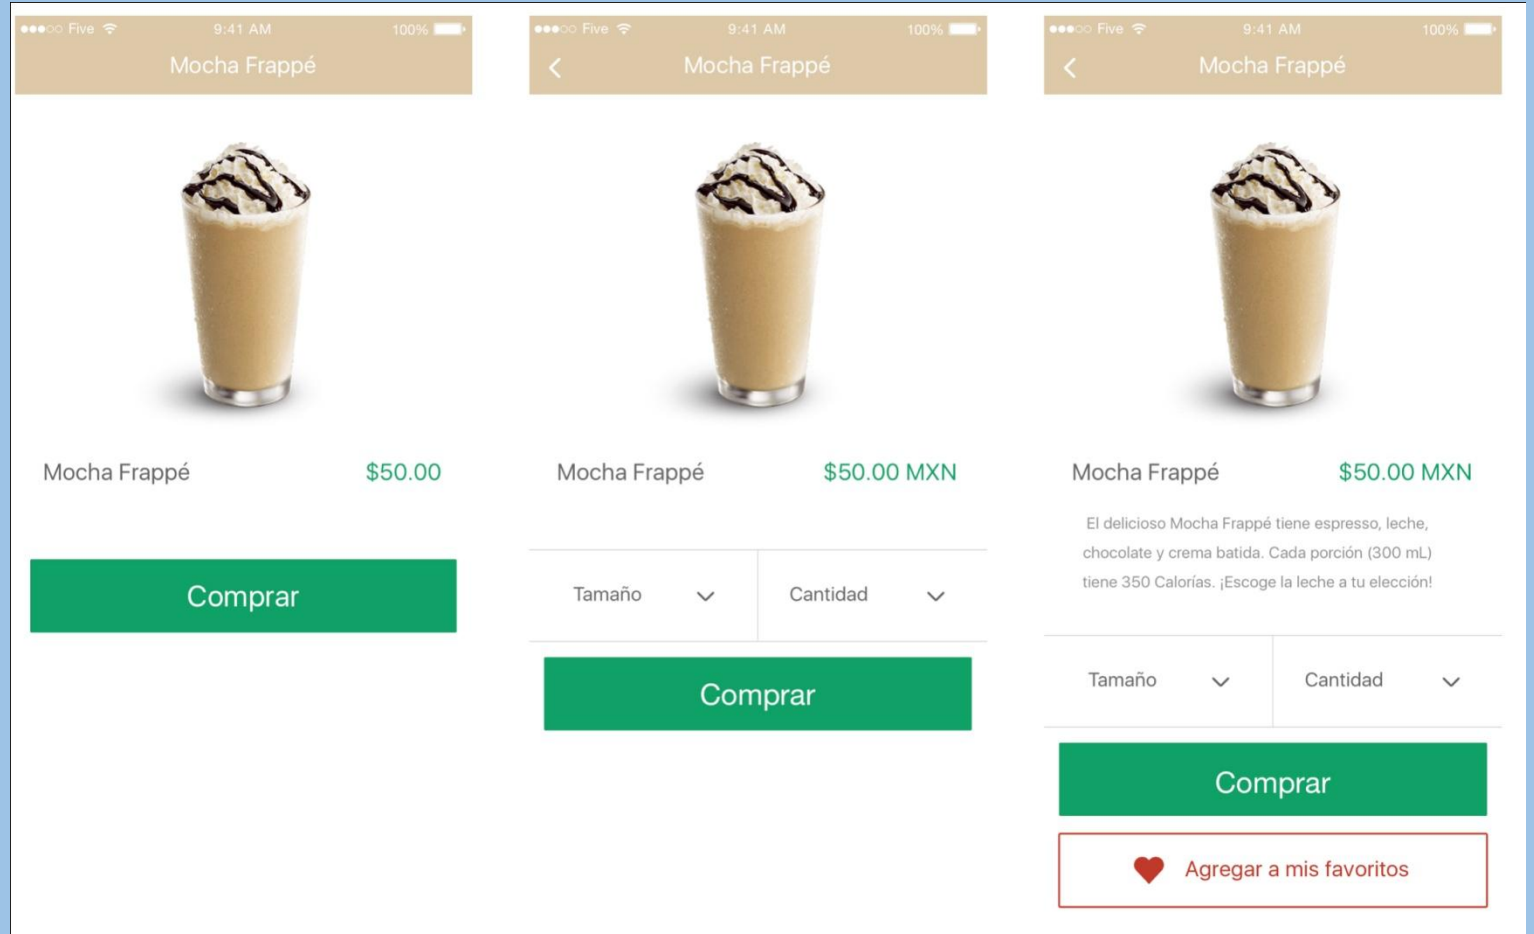 Five 9:41 AM 100%
Mocha Frappé
Mocha Frappé $50.00
Comprar
Five 9:41 AM 100%
Mocha Frappé
Mocha Frappé $50.00 MXN
Tamaño Cantidad
Comprar
Five 9:41 AM 100%
Mocha Frappé
Mocha Frappé $50.00 MXN
El delicioso Mocha Frappé tiene espresso, leche,
chocolate y crema batida. Cada porción (300 mL)
tiene 350 Calorías. ¡Escoge la leche a tu elección!
Tamaño Cantidad
Comprar
Agregar a mis favoritos